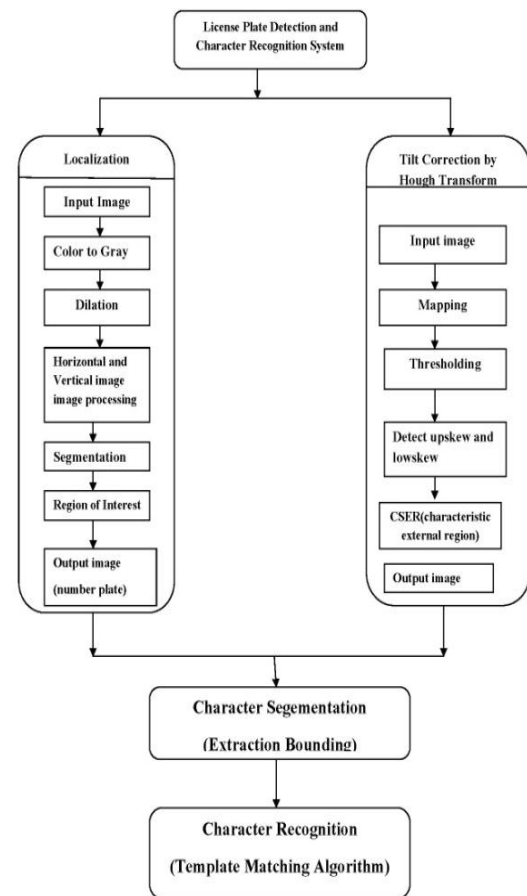 License Plate Detection and
Character Recognition System
Localization
Input Image
Color to Gray
Dilation
Horizontal and
Vertical image
image processing
Segmentation
Region of Interest
Output image
(number plate)
Tilt Correction by
Hough Transform
Input image
Mapping
Thresholding
Detect upskew and
lowskew
CSER(characteristic
external region)
Output image
Character Segementation
(Extraction Bounding)
Character Recognition
(Template Matching Algorithm)